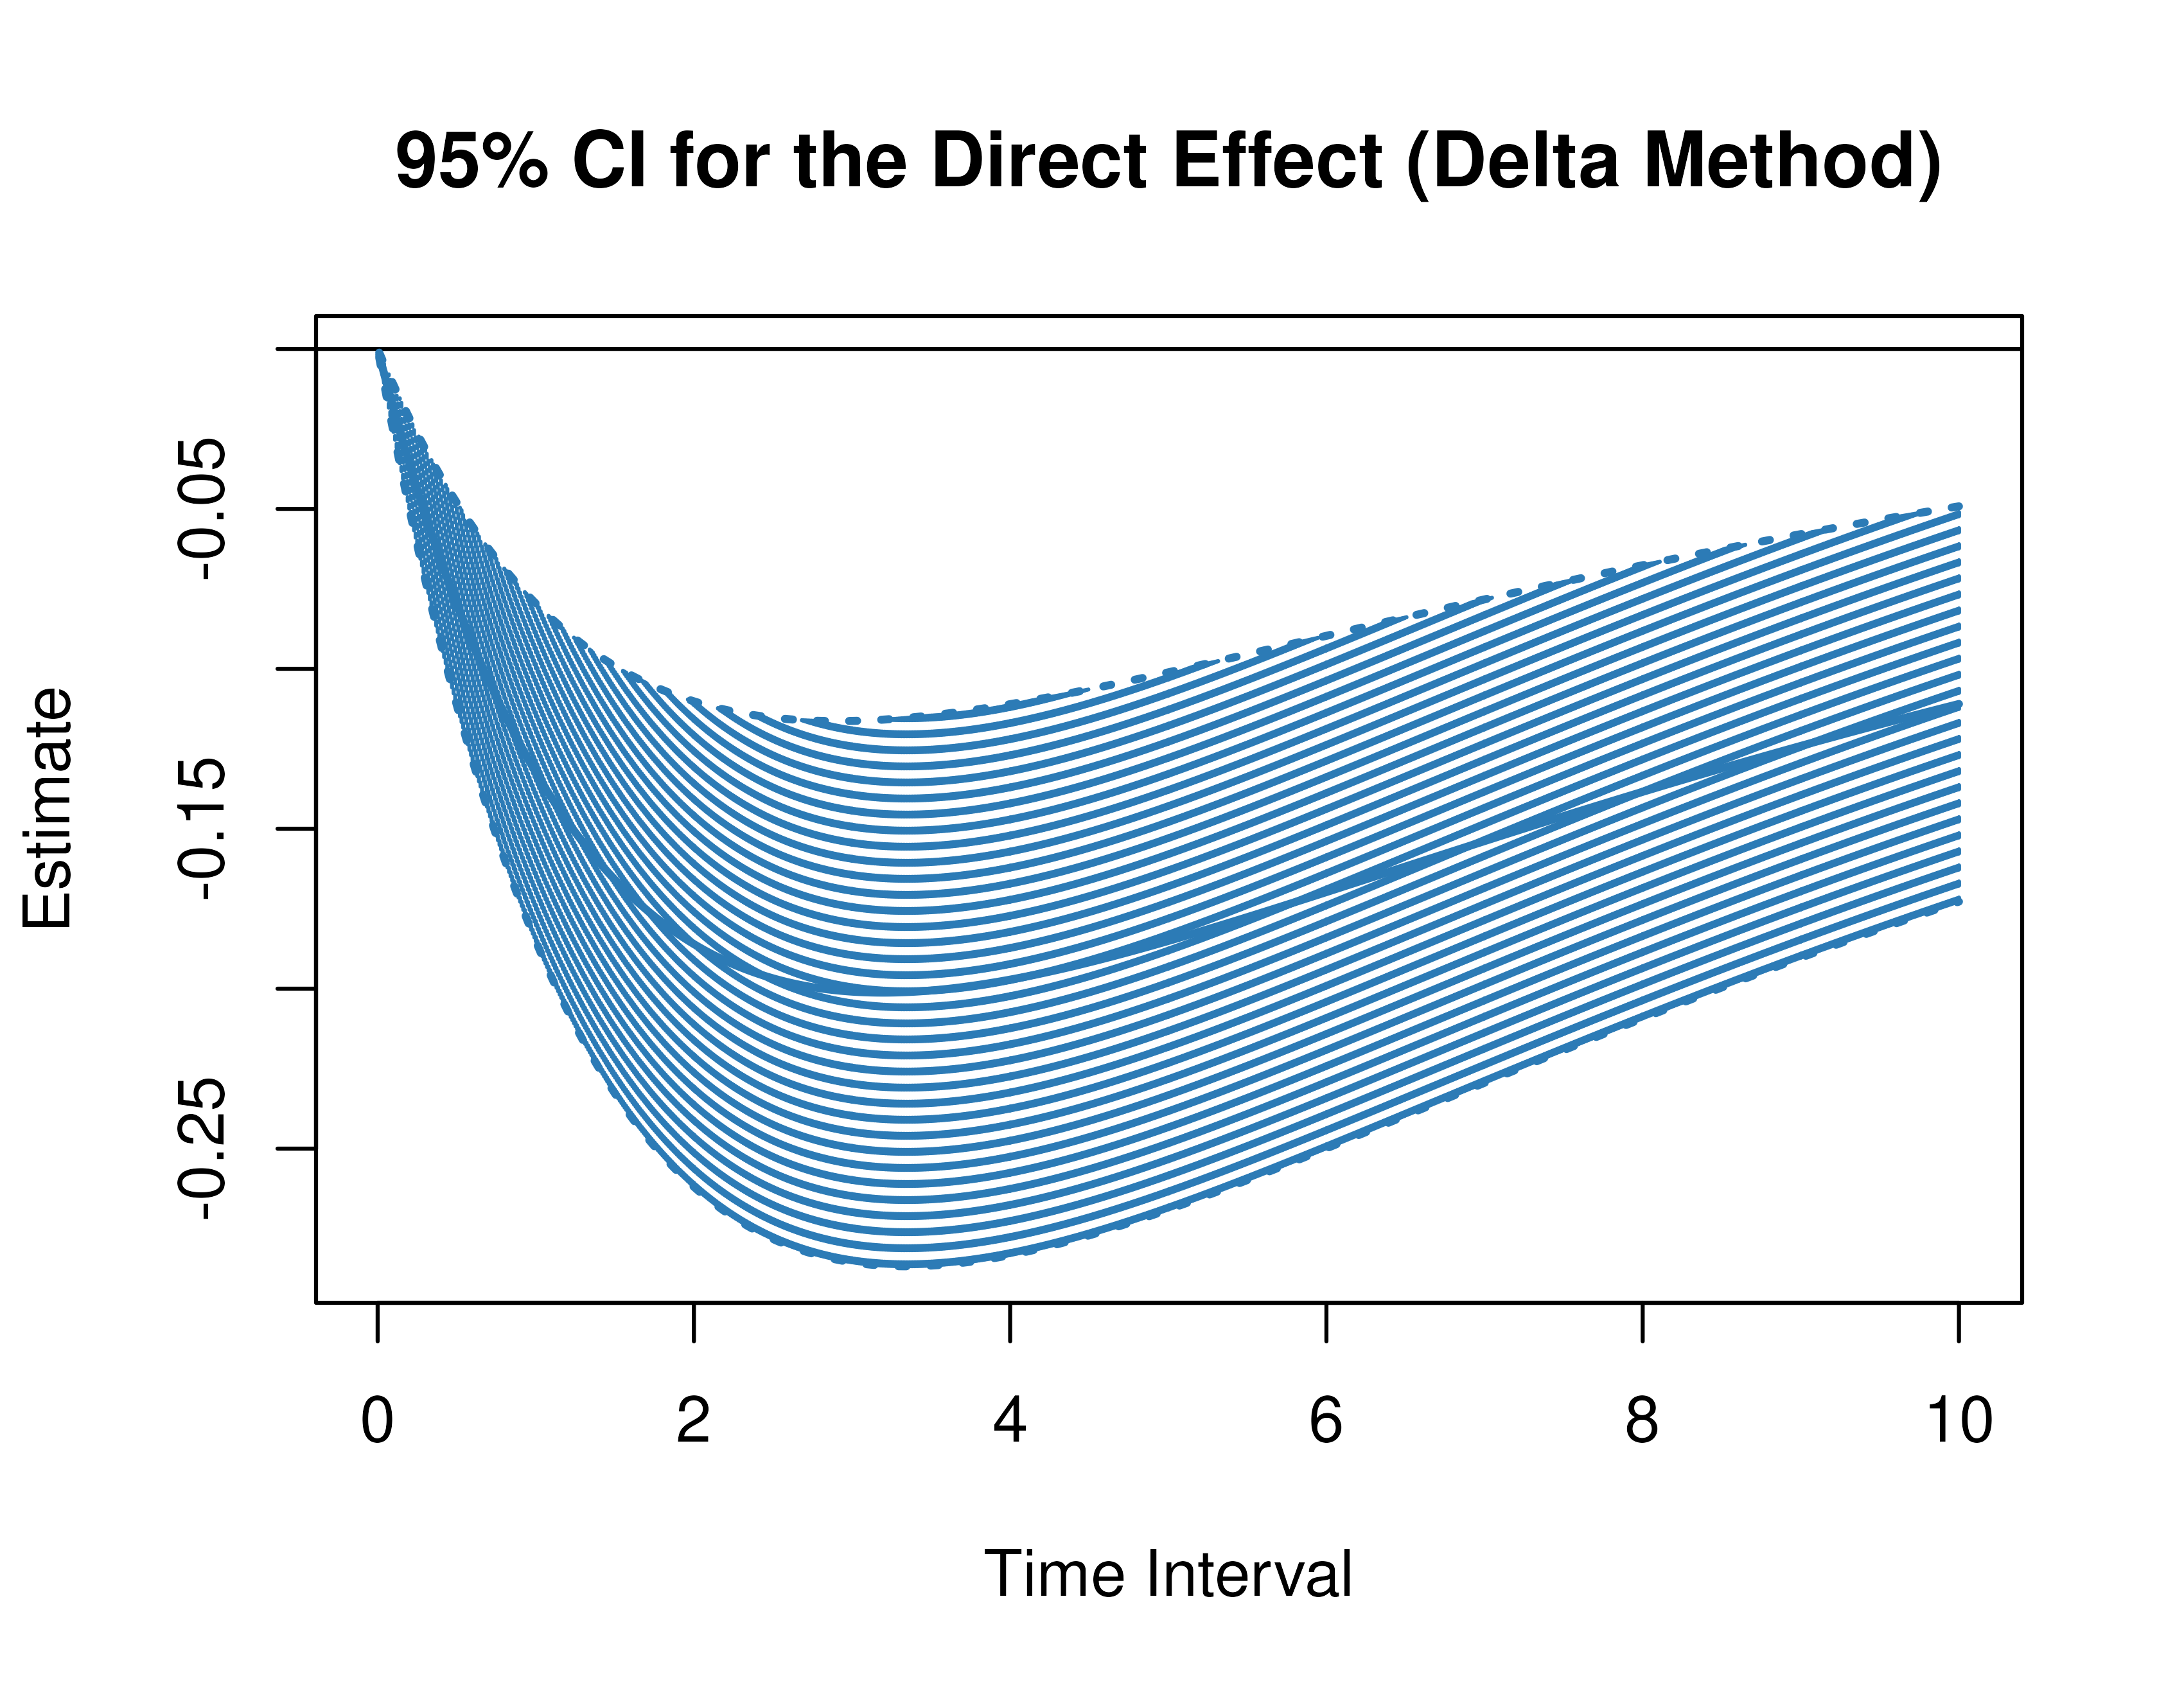 95% CI for the Direct Effect (Delta Method)
Estimate
-0.05
-0.15
-0.25
0 2 4 6 8 10
Time Interval